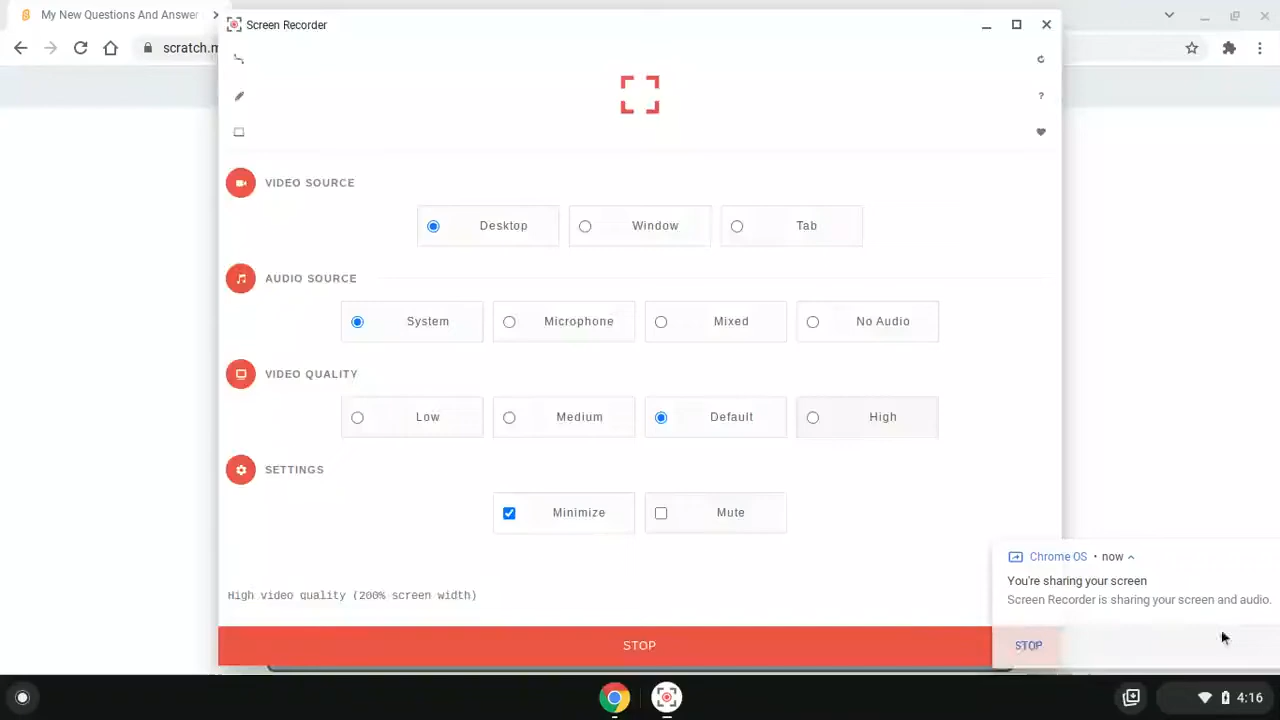 My New Questions And Answer
Screen Recorder
scratch.m
?
VIDEO SOURCE
Desktop
Window
Tab
AUDIO SOURCE
System
Microphone
Mixed
No Audio
VIDEO QUALITY
Low
Medium
Default
High
SETTINGS
Minimize
Mute
Chrome OS • now
You're sharing your screen
Screen Recorder is sharing your screen and audio.
High video quality (200% screen width)
STOP
STOP
4:16